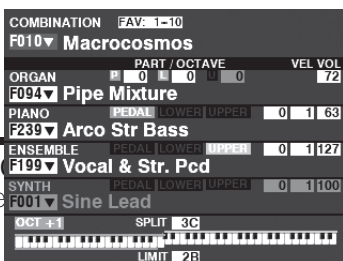 COMBINATION FAV: 1-10
F010▼ Macrocosmos
PART / OCTAVE VEL VOL
ORGAN P 0 L 0 U 0 72
F094▼ Pipe Mixture
PIANO PEDAL LOWER UPPER 0 1 63
F239▼ Arco Str Bass
ENSEMBLE PEDAL LOWER UPPER 0 1 127
F199▼ Vocal & Str. Pcd
SYNTH PEDAL LOWER UPPER 0 1 100
F001▼ Sine Lead
OCT +1 SPLIT 3C
LIMIT 2B